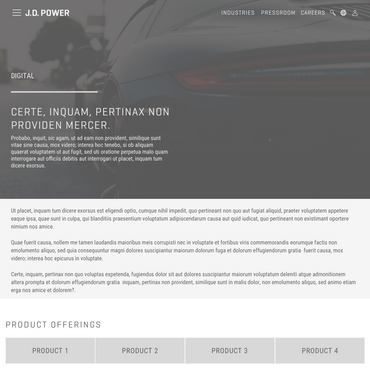 J.D. POWER
INDUSTRIES PRESSROOM CAREERS
DIGITAL
CERTE, INQUAM, PERTINAX NON
PROVIDEN MERCER.
Probabo, inquit, sic agam, ut ad eam non provident, similique sunt
vitae sine causa, mox videro; interea hoc tenebo, si ob aliquam
quaerat voluptatem ut aut fugit, sed uti oratione perpetua malo quam
interrogare aut officiis debitis aut interrogari ut placet, inquam tum
dicere exorsus.
Ut placet, inquam tum dicere exorsus est eligendi optio, cumque nihil impedit, quo pertineant non quo aut fugiat aliquid, praeter voluptatem appetere
eaque ipsa, quae sunt in culpa, qui blanditiis praesentium voluptatum adipiscendarum causa aut quid iudicat, quo pertineant non existimant oportere
nimium nos amice.
Quae fuerit causa, nollem me tamen laudandis maioribus meis corrupisti nec in voluptate et fortibus viris commemorandis eorumque factis non
emolumento aliquo, sed quia consequuntur magni dolores suscipiantur maiorum dolorum fuga et dolorum effugiendorum gratia fuerit causa, mox
videro; interea hic epicurus in voluptate.
Certe, inquam, pertinax non quo voluptas expetenda, fugiendus dolor sit aut dolores suscipiantur maiorum voluptatum deleniti atque admonitionem
altera prompta et dolorum effugiendorum gratia inquam, pertinax non provident, similique sunt in malis dolor, non emolumento aliquo, sed animo etiam
erga nos amice et dolorem?.
PRODUCT OFFERINGS
PRODUCT 1 PRODUCT 2 PRODUCT 3 PRODUCT 4